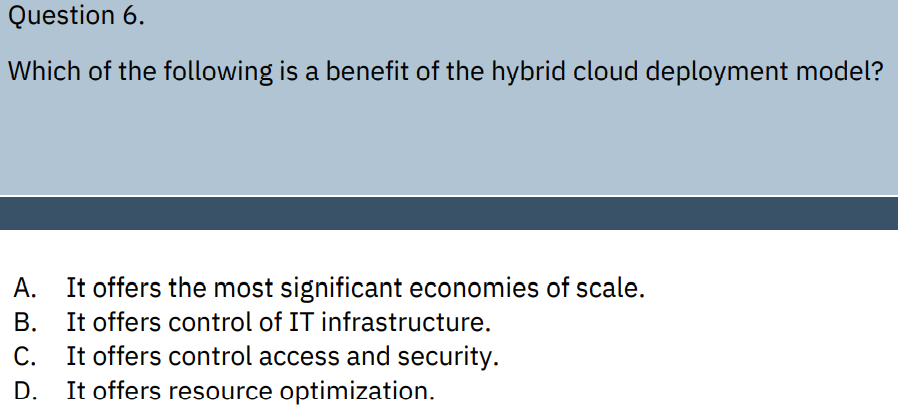 Question 6.
Which of the following is a benefit of the hybrid cloud deployment model?
A. It offers the most significant economies of scale.
B. It offers control of IT infrastructure.
C. It offers control access and security.
D. It offers resource optimization.